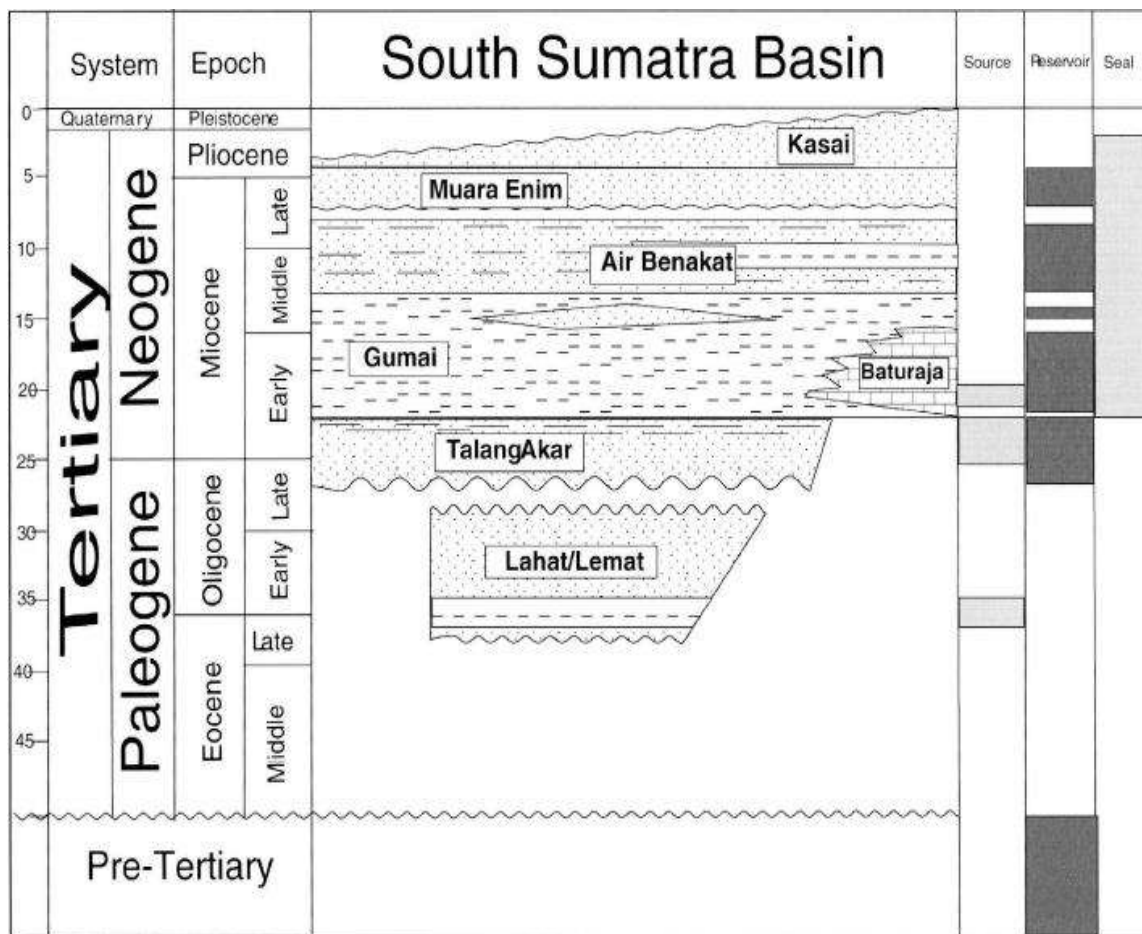 System
Epoch
South Sumatra Basin
Source
Reservoir
Seal
0
Quaternary
Pleistocene
Pliocene
Kasai
5
Muara Enim
Late
10
Air Benakat
Middle
Miocene
Neogene
Tertiary
15
Gumai
Baturaja
Early
20
TalangAkar
25
Late
30
Oligocene
Lahat/Lemat
Early
35
Paleogene
Late
40
Eocene
Middle
45
Pre-Tertiary